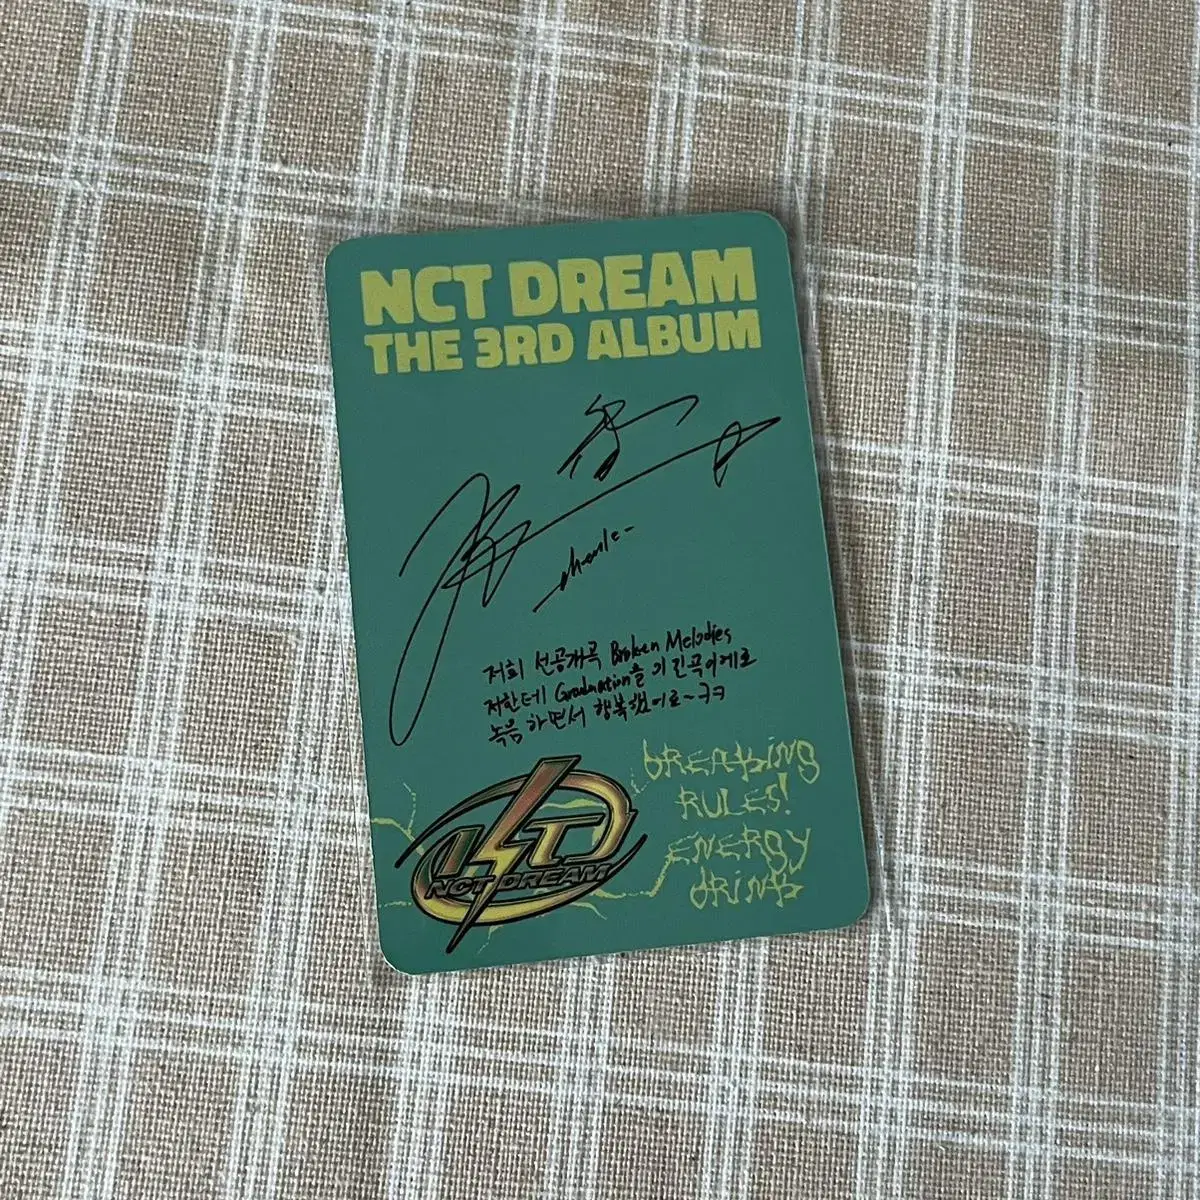 NCT DREAM
THE 3RD ALBUM
chenle
저희 선공개곡 Broken Melodies
저한테 Graduation을 이긴곡이에요
녹음 하면서 행복했어요~ㅋㅋ
ISTJ
NCT DREAM
BREAKING
RULES!
ENERGY
DRINK